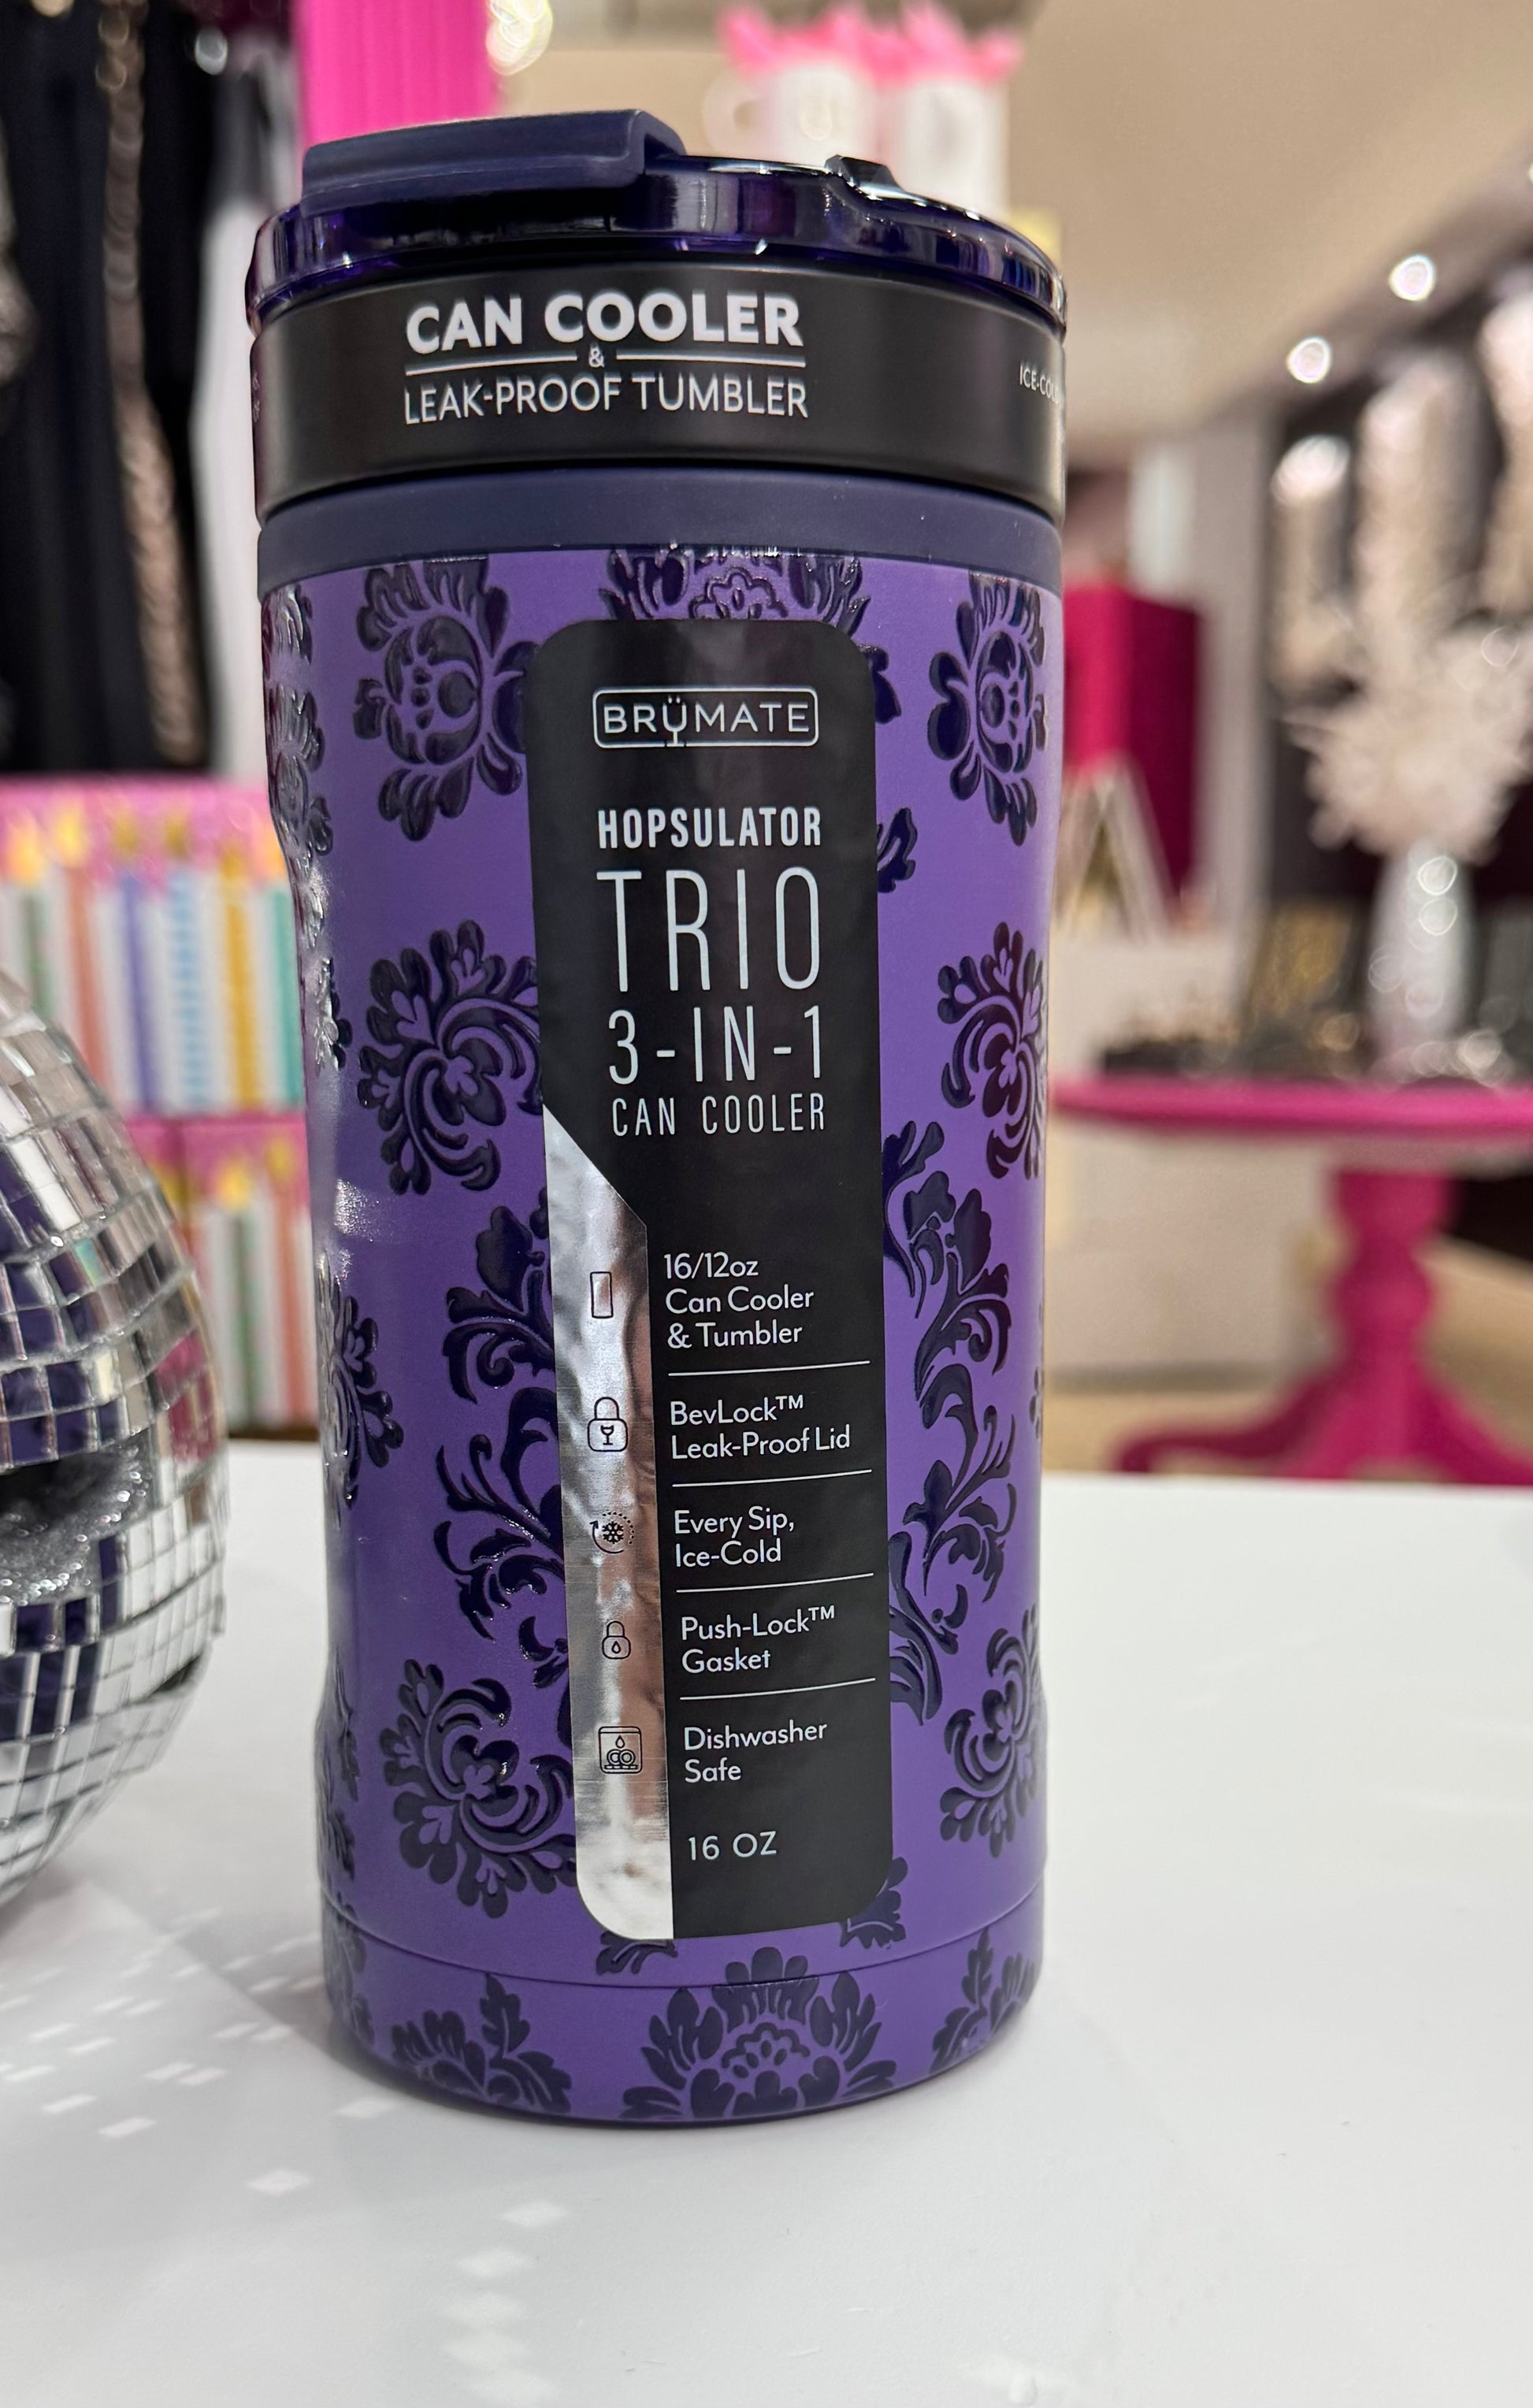 CAN COOLER
&
LEAK-PROOF TUMBLER
BRÜMATE
HOPSULATOR
TRIO
3-IN-1
CAN COOLER
16/12oz
Can Cooler
& Tumbler
BevLock™
Leak-Proof Lid
Every Sip,
Ice-Cold
Push-Lock™
Gasket
Dishwasher
Safe
16 OZ